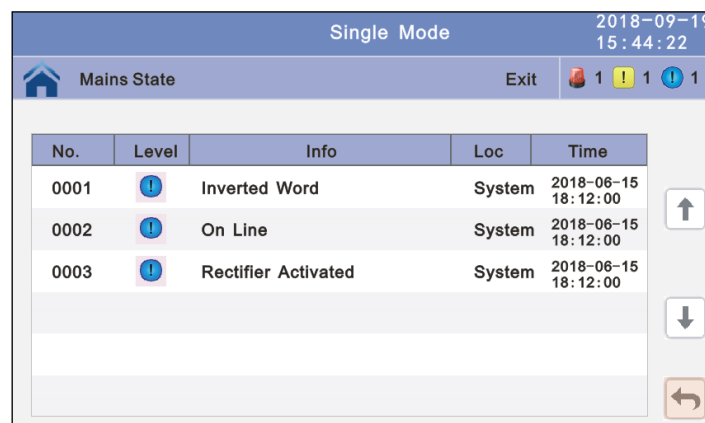 Single Mode
2018-09-19
15:44:22
Mains State Exit 1 ! 1 ! 1
No. Level Info Loc Time
0001 ! Inverted Word System 2018-06-15 18:12:00
0002 ! On Line System 2018-06-15 18:12:00
0003 ! Rectifier Activated System 2018-06-15 18:12:00